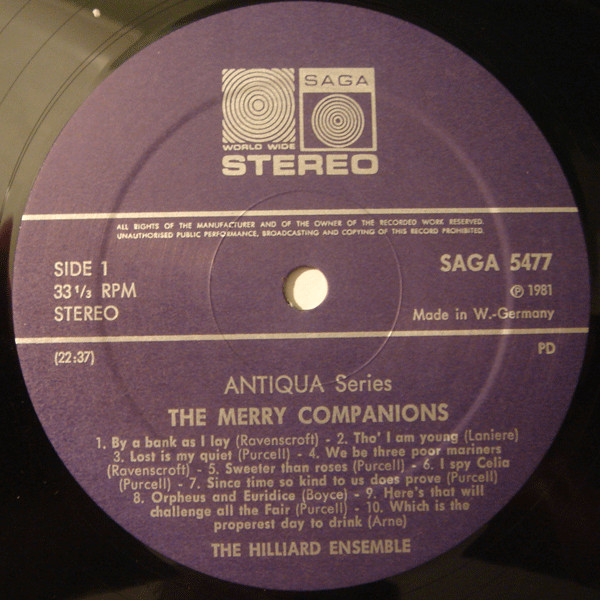 SAGA
WORLD WIDE
STEREO
ALL RIGHTS OF THE MANUFACTURER AND OF THE OWNER OF THE RECORDED WORK RESERVED.
UNAUTHORISED PUBLIC PERFORMANCE, BROADCASTING AND COPYING OF THIS RECORD PROHIBITED.
SIDE 1 SAGA 5477
33 1/3 RPM ℗ 1981
STEREO Made in W.-Germany
(22:37) PD
ANTIQUA Series
THE MERRY COMPANIONS
1. By a bank as I lay (Ravenscroft) - 2. Tho' I am young (Laniere)
3. Lost is my quiet (Purcell) - 4. We be three poor mariners
(Ravenscroft) - 5. Sweeter than roses (Purcell) - 6. I spy Celia
(Purcell) - 7. Since time so kind to us does prove (Purcell)
8. Orpheus and Euridice (Boyce) - 9. Here's that will
challenge all the Fair (Purcell) - 10. Which is the
properest day to drink (Arne)
THE HILLIARD ENSEMBLE